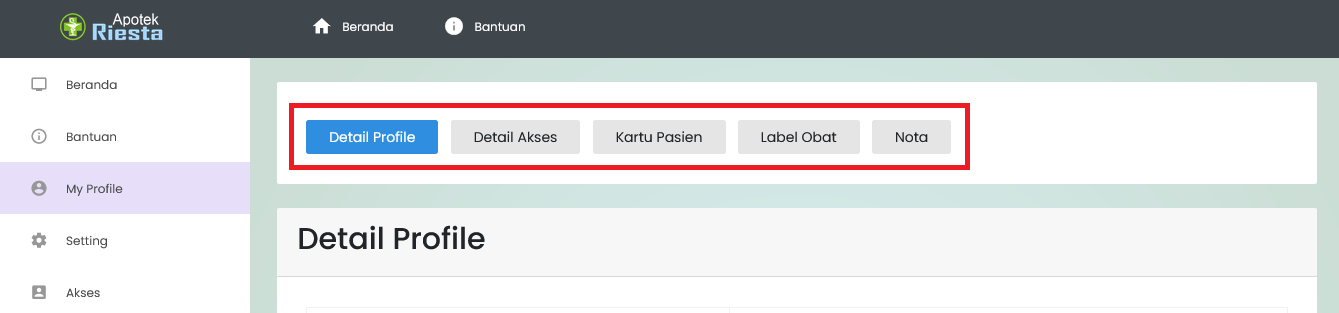 Apotek
Riesta
Beranda
Bantuan
Beranda
Bantuan
My Profile
Setting
Akses
Detail Profile
Detail Akses
Kartu Pasien
Label Obat
Nota
Detail Profile